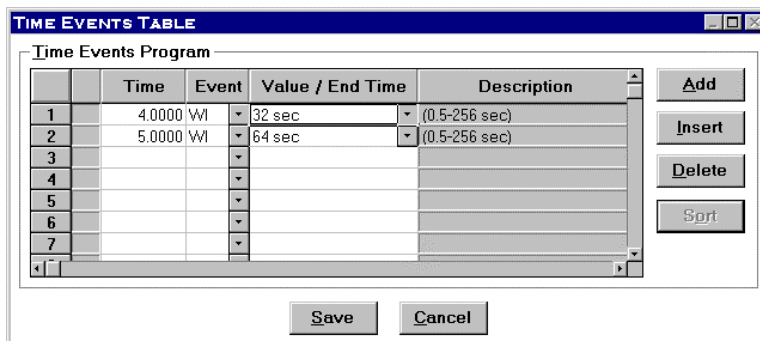 TIME EVENTS TABLE
Time Events Program
Time Event Value / End Time Description
1 4.0000 WI 32 sec (0.5-256 sec)
2 5.0000 WI 64 sec (0.5-256 sec)
3
4
5
6
7
Add
Insert
Delete
Sort
Save Cancel